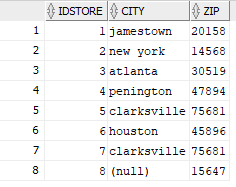 IDSTORE CITY ZIP
1 1 jamestown 20158
2 2 new york 14568
3 3 atlanta 30519
4 4 penington 47894
5 5 clarksville 75681
6 6 houston 45896
7 7 clarksville 75681
8 8 (null) 15647